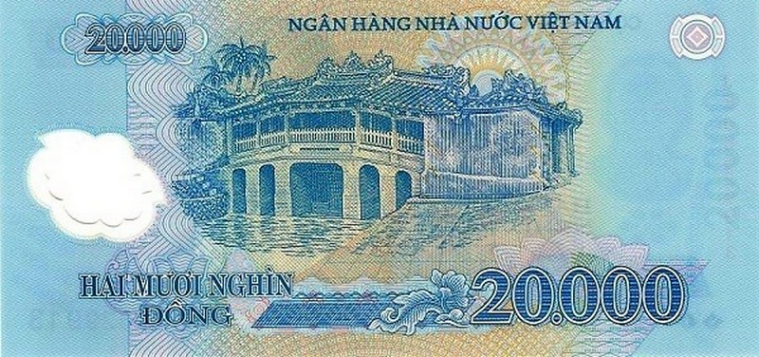 NGÂN HÀNG NHÀ NƯỚC VIỆT NAM
20.000
HAI MƯƠI NGHÌN
ĐỒNG
20.000